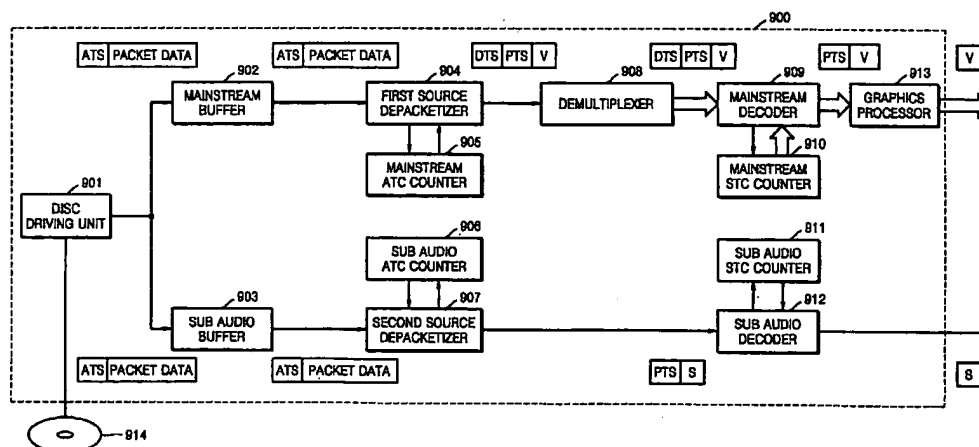 900
ATS PACKET DATA
ATS PACKET DATA
DTS PTS V
DTS PTS V
PTS V
V
902
MAINSTREAM
BUFFER
904
FIRST SOURCE
DEPACKETIZER
908
DEMULTIPLEXER
909
MAINSTREAM
DECODER
913
GRAPHICS
PROCESSOR
905
MAINSTREAM
ATC COUNTER
910
MAINSTREAM
STC COUNTER
901
DISC
DRIVING UNIT
906
SUB AUDIO
ATC COUNTER
911
SUB AUDIO
STC COUNTER
903
SUB AUDIO
BUFFER
907
SECOND SOURCE
DEPACKETIZER
912
SUB AUDIO
DECODER
ATS PACKET DATA
ATS PACKET DATA
PTS S
S
914